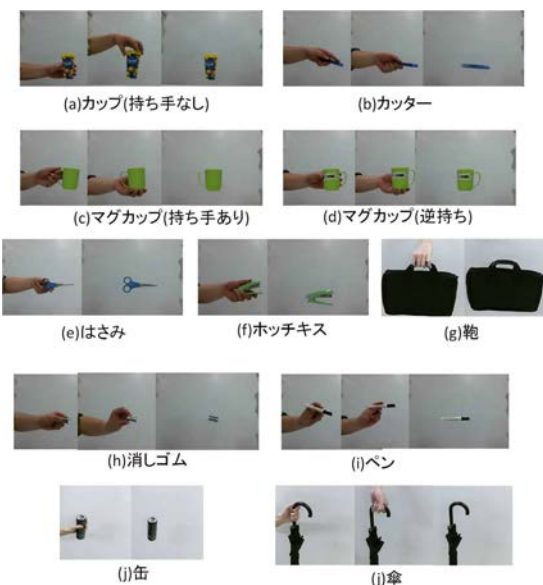 (a)カップ(持ち手なし)
(b)カッター
(c)マグカップ(持ち手あり)
(d)マグカップ(逆持ち)
(e)はさみ
(f)ホッチキス
(g)鞄
(h)消しゴム
(i)ペン
(j)缶
(j)傘